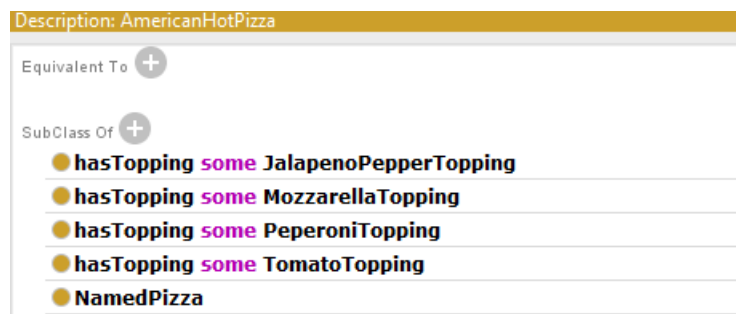 Description: AmericanHotPizza
Equivalent To
SubClass Of
hasTopping some JalapenoPepperTopping
hasTopping some MozzarellaTopping
hasTopping some PeperoniTopping
hasTopping some TomatoTopping
NamedPizza